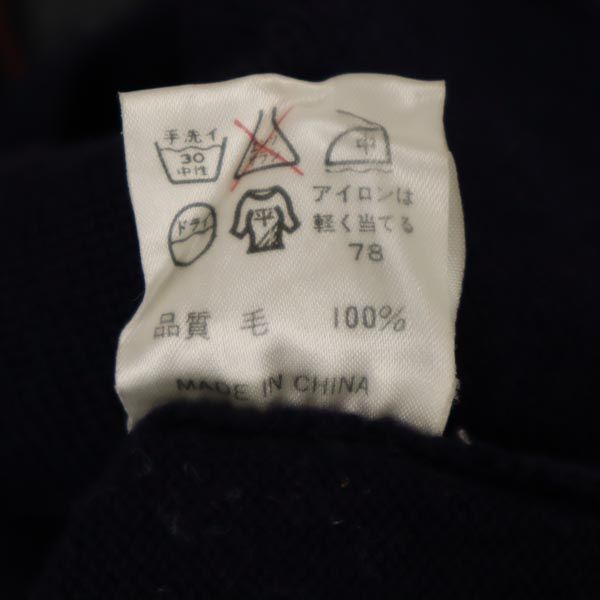 手洗イ
30
中性
中
ドライ
平
アイロンは
軽く当てる
78
品質 毛 100%
MADE IN CHINA